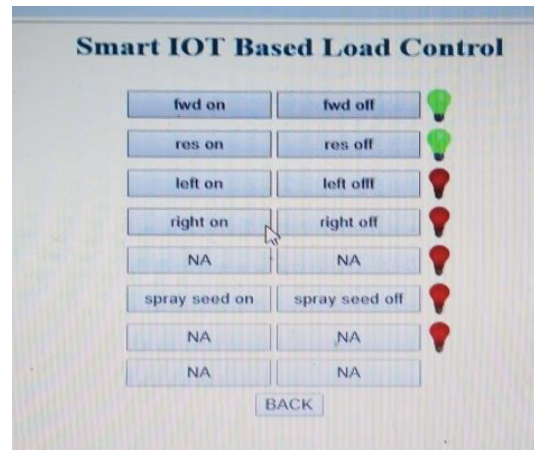 Smart IOT Based Load Control
fwd on fwd off
res on res off
left on left offf
right on right off
NA NA
spray seed on spray seed off
NA NA
NA NA
BACK